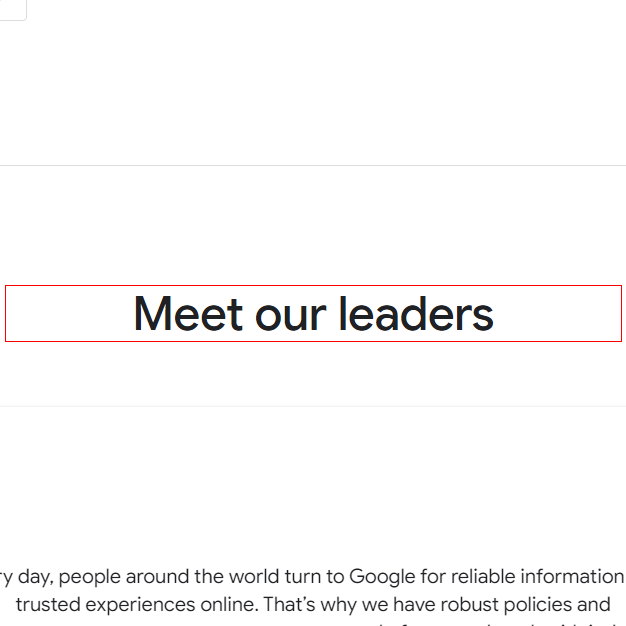 Meet our leaders
day, people around the world turn to Google for reliable information
trusted experiences online. That's why we have robust policies and